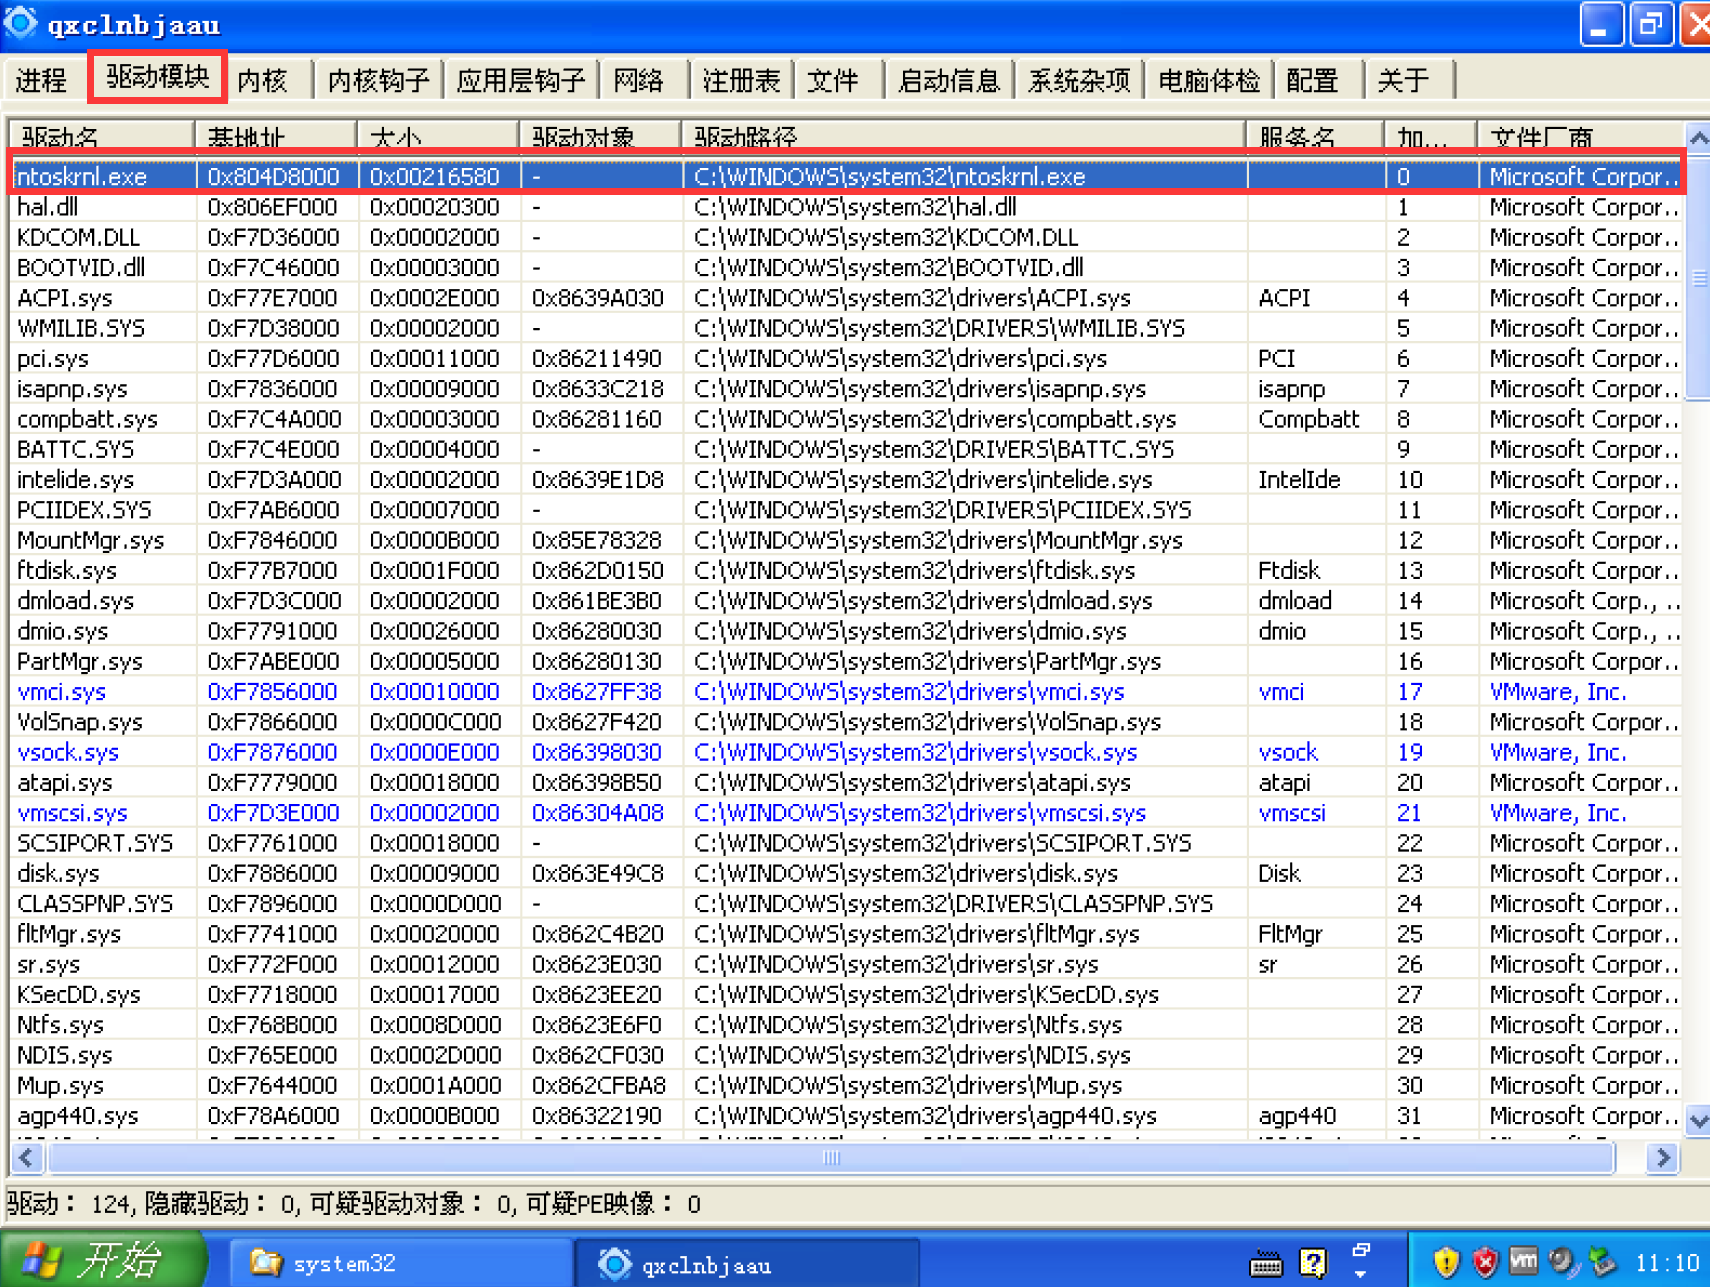 qxclnbjaau
进程 驱动模块 内核 内核钩子 应用层钩子 网络 注册表 文件 启动信息 系统杂项 电脑体检 配置 关于
驱动名 基地址 大小 驱动对象 驱动路径 服务名 加... 文件厂商
ntoskrnl.exe 0x804D8000 0x00216580 - C:\WINDOWS\system32\ntoskrnl.exe 0 Microsoft Corpor..
hal.dll 0x806EF000 0x00020300 - C:\WINDOWS\system32\hal.dll 1 Microsoft Corpor..
KDCOM.DLL 0xF7D36000 0x00002000 - C:\WINDOWS\system32\KDCOM.DLL 2 Microsoft Corpor..
BOOTVID.dll 0xF7C46000 0x00003000 - C:\WINDOWS\system32\BOOTVID.dll 3 Microsoft Corpor..
ACPI.sys 0xF77E7000 0x0002E000 0x8639A030 C:\WINDOWS\system32\drivers\ACPI.sys ACPI 4 Microsoft Corpor..
WMILIB.SYS 0xF7D38000 0x00002000 - C:\WINDOWS\system32\DRIVERS\WMILIB.SYS 5 Microsoft Corpor..
pci.sys 0xF77D6000 0x00011000 0x86211490 C:\WINDOWS\system32\drivers\pci.sys PCI 6 Microsoft Corpor..
isapnp.sys 0xF7836000 0x00009000 0x8633C218 C:\WINDOWS\system32\drivers\isapnp.sys isapnp 7 Microsoft Corpor..
compbatt.sys 0xF7C4A000 0x00003000 0x86281160 C:\WINDOWS\system32\drivers\compbatt.sys Compbatt 8 Microsoft Corpor..
BATTC.SYS 0xF7C4E000 0x00004000 - C:\WINDOWS\system32\DRIVERS\BATTC.SYS 9 Microsoft Corpor..
intelide.sys 0xF7D3A000 0x00002000 0x8639E1D8 C:\WINDOWS\system32\drivers\intelide.sys IntelIde 10 Microsoft Corpor..
PCIIDEX.SYS 0xF7AB6000 0x00007000 - C:\WINDOWS\system32\DRIVERS\PCIIDEX.SYS 11 Microsoft Corpor..
MountMgr.sys 0xF7846000 0x0000B000 0x85E78328 C:\WINDOWS\system32\drivers\MountMgr.sys 12 Microsoft Corpor..
ftdisk.sys 0xF77B7000 0x0001F000 0x862D0150 C:\WINDOWS\system32\drivers\ftdisk.sys Ftdisk 13 Microsoft Corpor..
dmload.sys 0xF7D3C000 0x00002000 0x861BE3B0 C:\WINDOWS\system32\drivers\dmload.sys dmload 14 Microsoft Corp., ..
dmio.sys 0xF7791000 0x00026000 0x86280030 C:\WINDOWS\system32\drivers\dmio.sys dmio 15 Microsoft Corp., ..
PartMgr.sys 0xF7ABE000 0x00005000 0x86280130 C:\WINDOWS\system32\drivers\PartMgr.sys 16 Microsoft Corpor..
vmci.sys 0xF7856000 0x00010000 0x8627FF38 C:\WINDOWS\system32\drivers\vmci.sys vmci 17 VMware, Inc.
VolSnap.sys 0xF7866000 0x0000C000 0x8627F420 C:\WINDOWS\system32\drivers\VolSnap.sys 18 Microsoft Corpor..
vsock.sys 0xF7876000 0x0000E000 0x86398030 C:\WINDOWS\system32\drivers\vsock.sys vsock 19 VMware, Inc.
atapi.sys 0xF7779000 0x00018000 0x86398B50 C:\WINDOWS\system32\drivers\atapi.sys atapi 20 Microsoft Corpor..
vmscsi.sys 0xF7D3E000 0x00002000 0x86304A08 C:\WINDOWS\system32\drivers\vmscsi.sys vmscsi 21 VMware, Inc.
SCSIPORT.SYS 0xF7761000 0x00018000 - C:\WINDOWS\system32\drivers\SCSIPORT.SYS 22 Microsoft Corpor..
disk.sys 0xF7886000 0x00009000 0x863E49C8 C:\WINDOWS\system32\drivers\disk.sys Disk 23 Microsoft Corpor..
CLASSPNP.SYS 0xF7896000 0x0000D000 - C:\WINDOWS\system32\DRIVERS\CLASSPNP.SYS 24 Microsoft Corpor..
fltMgr.sys 0xF7741000 0x00020000 0x862C4B20 C:\WINDOWS\system32\drivers\fltMgr.sys FltMgr 25 Microsoft Corpor..
sr.sys 0xF772F000 0x00012000 0x8623E030 C:\WINDOWS\system32\drivers\sr.sys sr 26 Microsoft Corpor..
KSecDD.sys 0xF7718000 0x00017000 0x8623EE20 C:\WINDOWS\system32\drivers\KSecDD.sys 27 Microsoft Corpor..
Ntfs.sys 0xF768B000 0x0008D000 0x8623E6F0 C:\WINDOWS\system32\drivers\Ntfs.sys 28 Microsoft Corpor..
NDIS.sys 0xF765E000 0x0002D000 0x862CF030 C:\WINDOWS\system32\drivers\NDIS.sys 29 Microsoft Corpor..
Mup.sys 0xF7644000 0x0001A000 0x862CFBA8 C:\WINDOWS\system32\drivers\Mup.sys 30 Microsoft Corpor..
agp440.sys 0xF78A6000 0x0000B000 0x86322190 C:\WINDOWS\system32\drivers\agp440.sys agp440 31 Microsoft Corpor..
驱动： 124, 隐藏驱动： 0, 可疑驱动对象： 0, 可疑PE映像： 0
开始 system32 qxclnbjaau vm 11:10